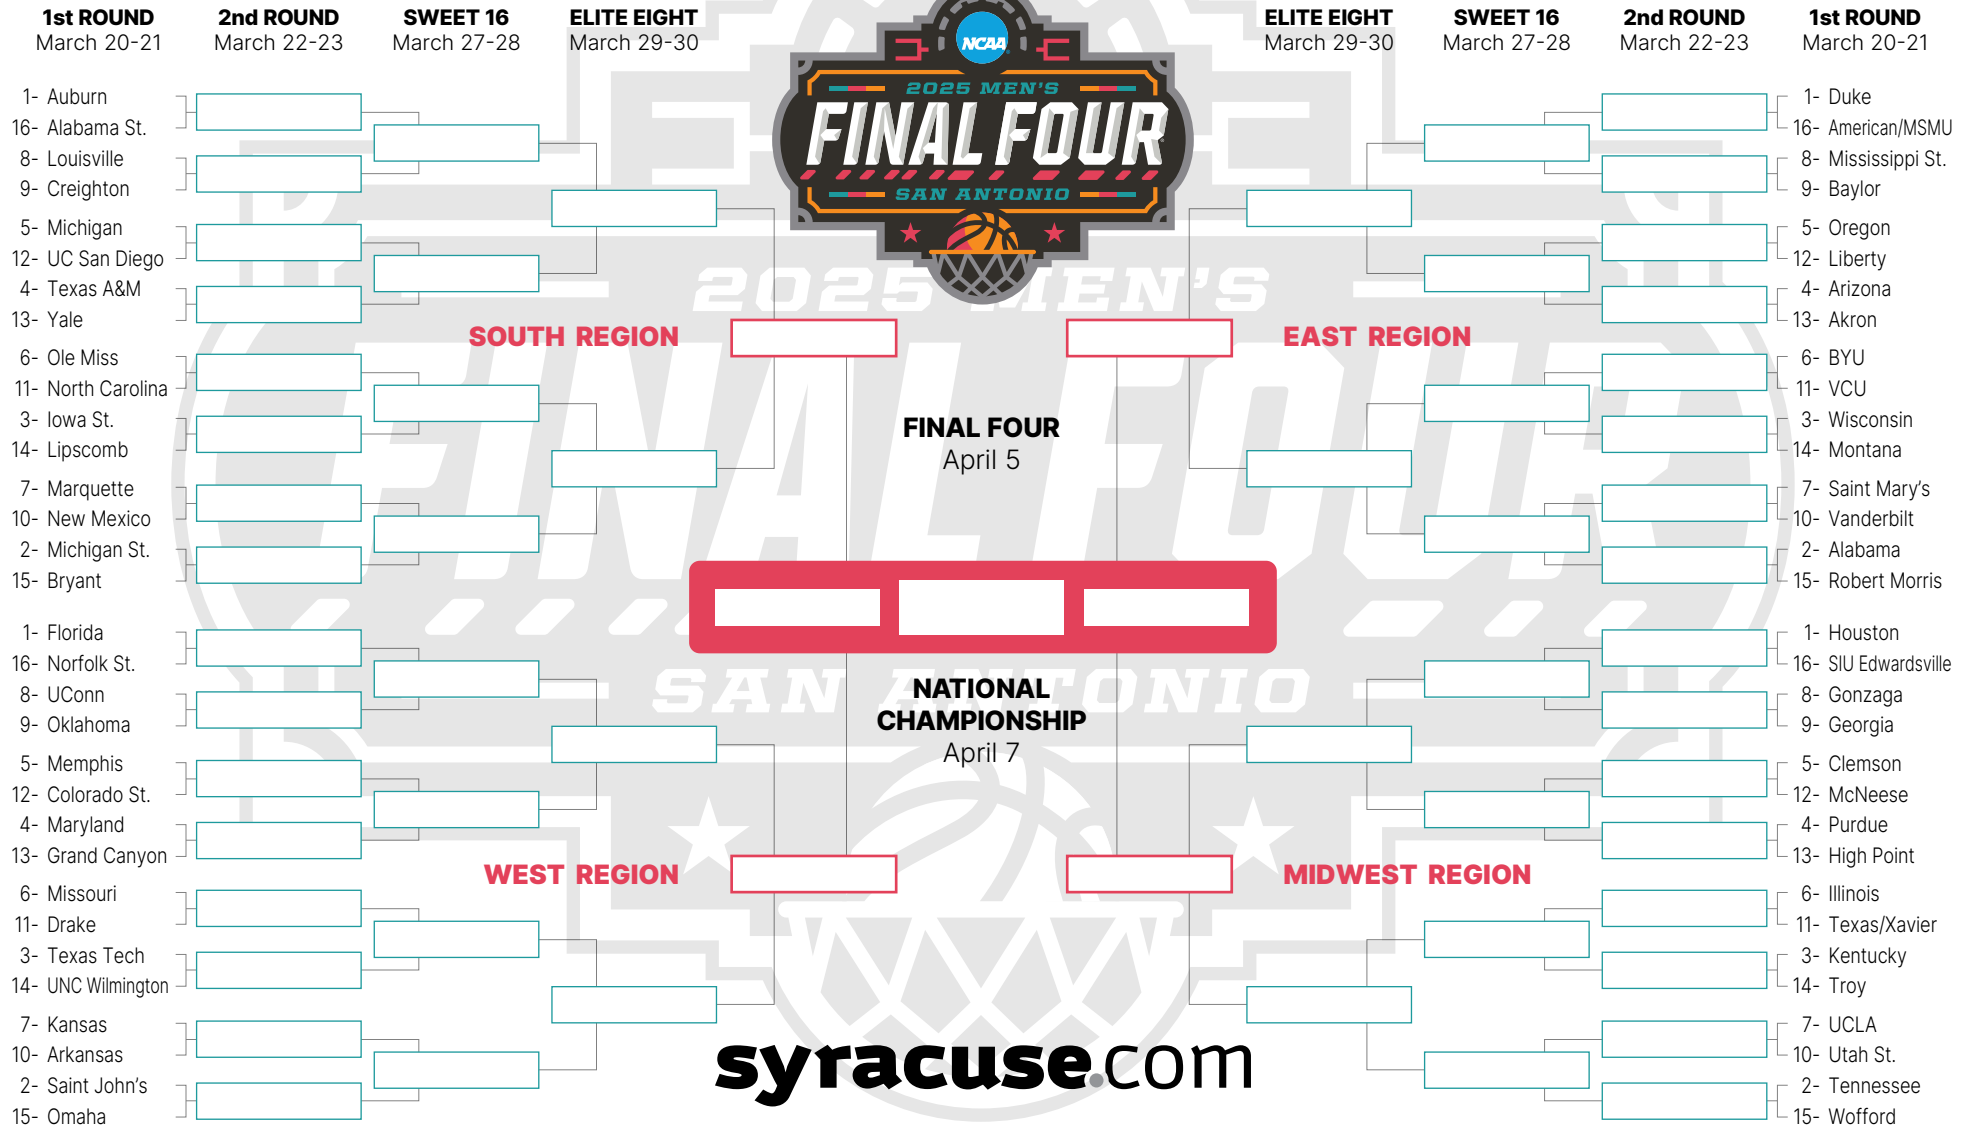 1st ROUND
March 20-21
2nd ROUND
March 22-23
SWEET 16
March 27-28
ELITE EIGHT
March 29-30
NCAA
2025 MEN'S
FINAL FOUR
SAN ANTONIO
ELITE EIGHT
March 29-30
SWEET 16
March 27-28
2nd ROUND
March 22-23
1st ROUND
March 20-21
1- Auburn
16- Alabama St.
8- Louisville
9- Creighton
5- Michigan
12- UC San Diego
4- Texas A&M
13- Yale
6- Ole Miss
11- North Carolina
3- Iowa St.
14- Lipscomb
7- Marquette
10- New Mexico
2- Michigan St.
15- Bryant
SOUTH REGION
1- Florida
16- Norfolk St.
8- UConn
9- Oklahoma
5- Memphis
12- Colorado St.
4- Maryland
13- Grand Canyon
6- Missouri
11- Drake
3- Texas Tech
14- UNC Wilmington
7- Kansas
10- Arkansas
2- Saint John's
15- Omaha
WEST REGION
2025 MEN'S
FINAL FOUR
SAN ANTONIO
FINAL FOUR
April 5
NATIONAL
CHAMPIONSHIP
April 7
syracuse.com
1- Duke
16- American/MSMU
8- Mississippi St.
9- Baylor
5- Oregon
12- Liberty
4- Arizona
13- Akron
6- BYU
11- VCU
3- Wisconsin
14- Montana
7- Saint Mary's
10- Vanderbilt
2- Alabama
15- Robert Morris
EAST REGION
1- Houston
16- SIU Edwardsville
8- Gonzaga
9- Georgia
5- Clemson
12- McNeese
4- Purdue
13- High Point
6- Illinois
11- Texas/Xavier
3- Kentucky
14- Troy
7- UCLA
10- Utah St.
2- Tennessee
15- Wofford
MIDWEST REGION